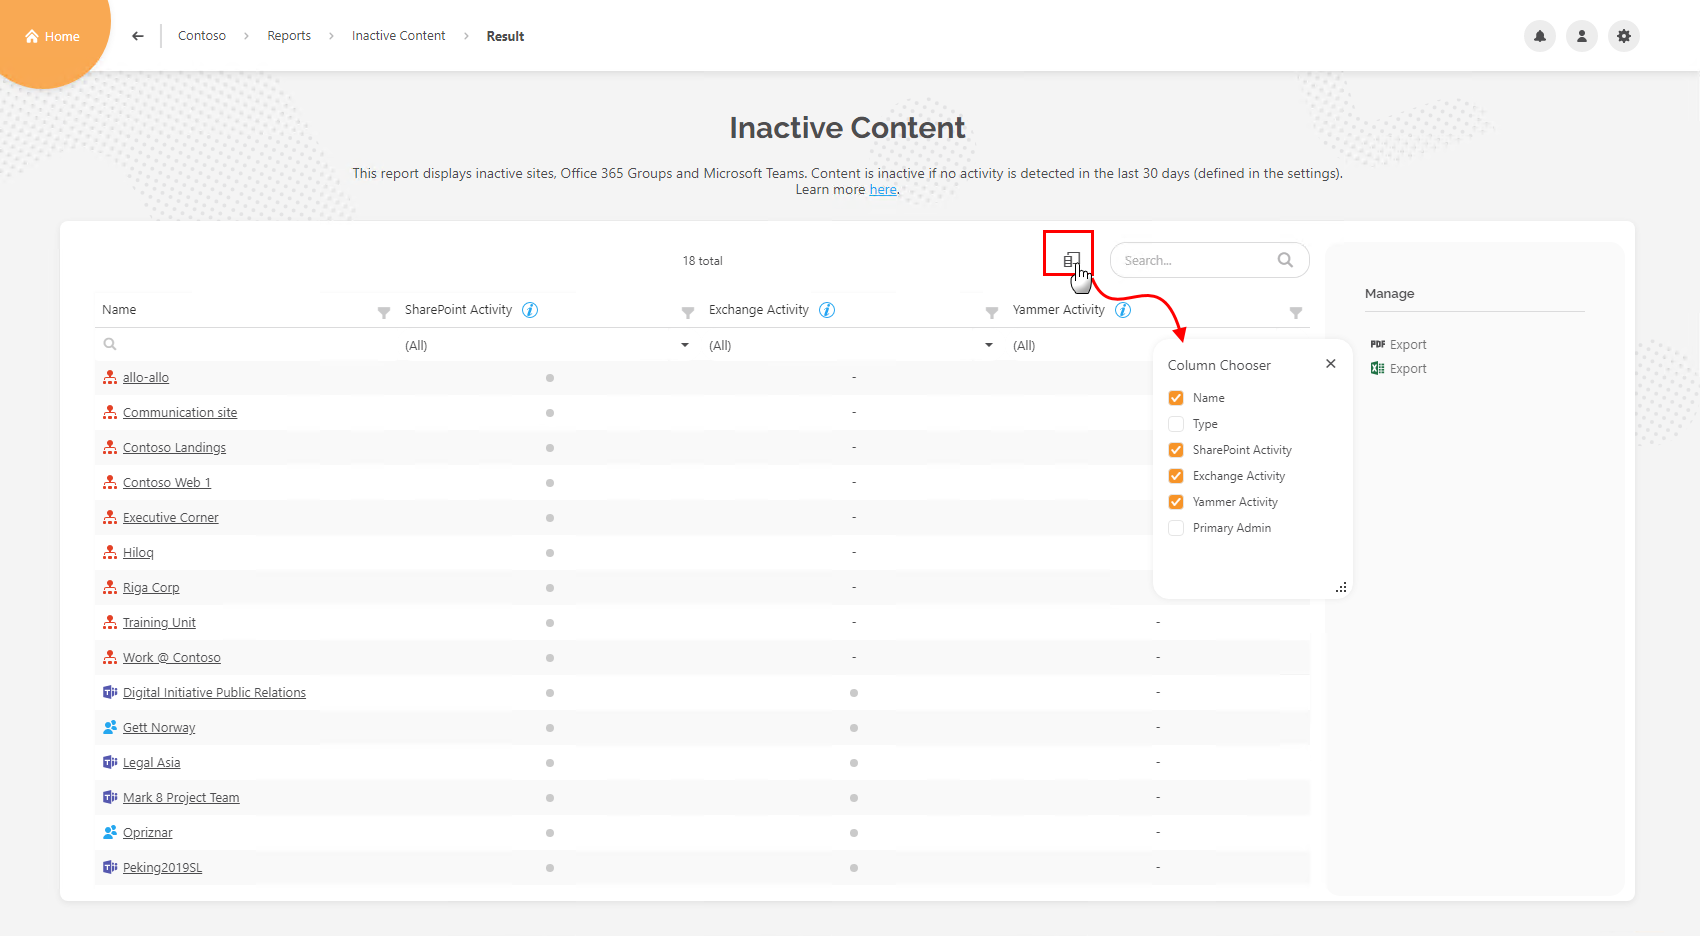 Home
Contoso > Reports > Inactive Content > Result
Inactive Content
This report displays inactive sites, Office 365 Groups and Microsoft Teams. Content is inactive if no activity is detected in the last 30 days (defined in the settings).
Learn more here.
18 total
Search...
Name SharePoint Activity i Exchange Activity i Yammer Activity i
(All) (All) (All)
allo-allo -
Communication site -
Contoso Landings -
Contoso Web 1 -
Executive Corner -
Hiloq -
Riga Corp -
Training Unit - -
Work @ Contoso - -
Digital Initiative Public Relations -
Gett Norway -
Legal Asia -
Mark 8 Project Team -
Opriznar -
Peking2019SL -
Column Chooser
Name
Type
SharePoint Activity
Exchange Activity
Yammer Activity
Primary Admin
Manage
PDF Export
Export